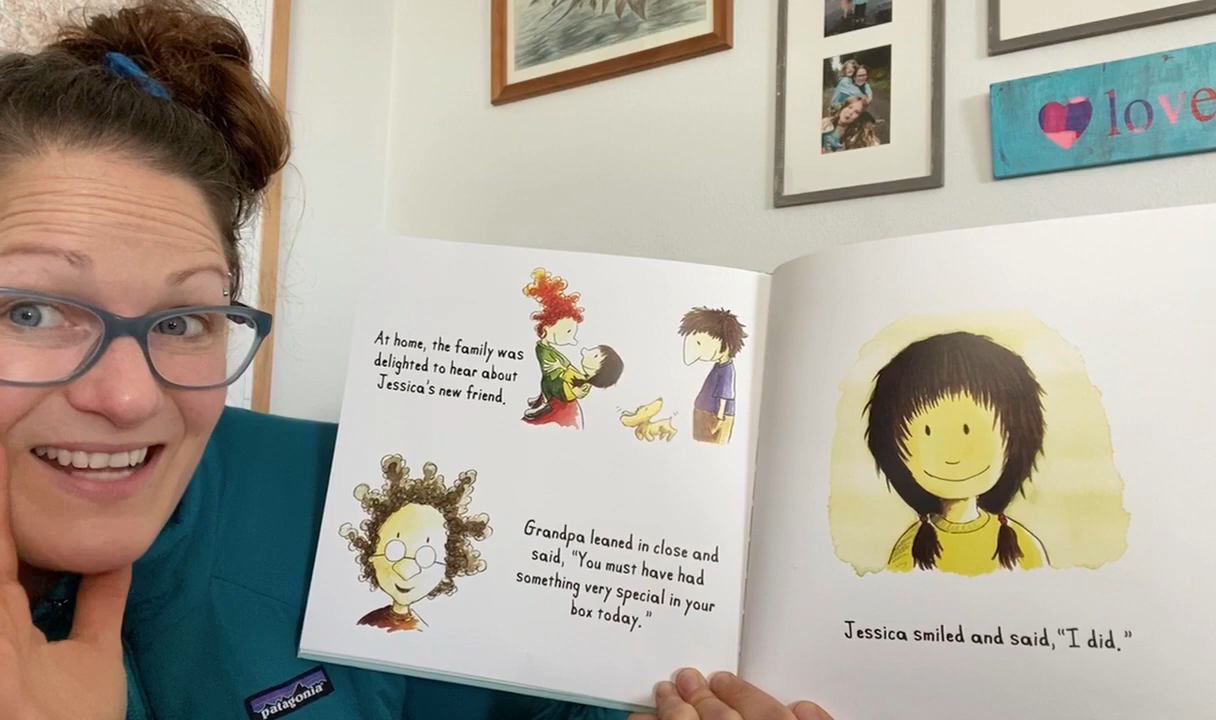 love
At home, the family was
delighted to hear about
Jessica's new friend.
Grandpa leaned in close and
said, "You must have had
something very special in your
box today."
Jessica smiled and said, "I did."
patagonia